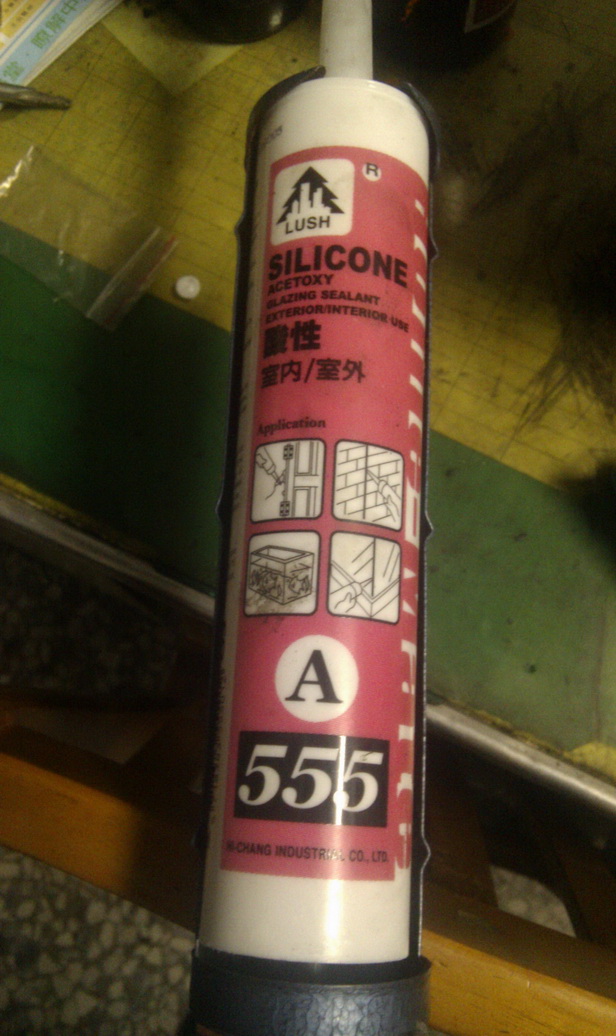 R
LUSH
SILICONE
ACETOXY
GLAZING SEALANT
EXTERIOR/INTERIOR USE
酸性
室內/室外
Application
A
555
CHANG INDUSTRIAL CO., LTD.